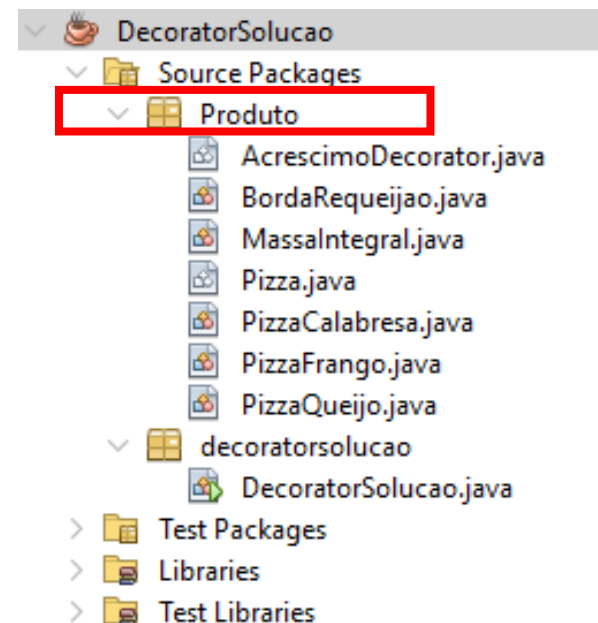 DecoratorSolucao
Source Packages
Produto
AcrescimoDecorator.java
BordaRequeijao.java
MassaIntegral.java
Pizza.java
PizzaCalabresa.java
PizzaFrango.java
PizzaQueijo.java
decoratorsolucao
DecoratorSolucao.java
Test Packages
Libraries
Test Libraries